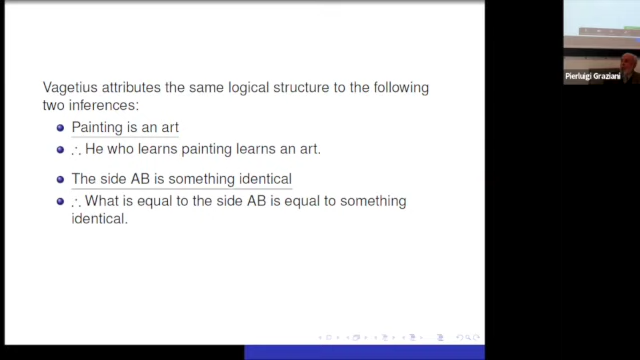 Vagetius attributes the same logical structure to the following
two inferences:
Painting is an art
∴ He who learns painting learns an art.
The side AB is something identical
∴ What is equal to the side AB is equal to something
identical.
Pierluigi Graziani